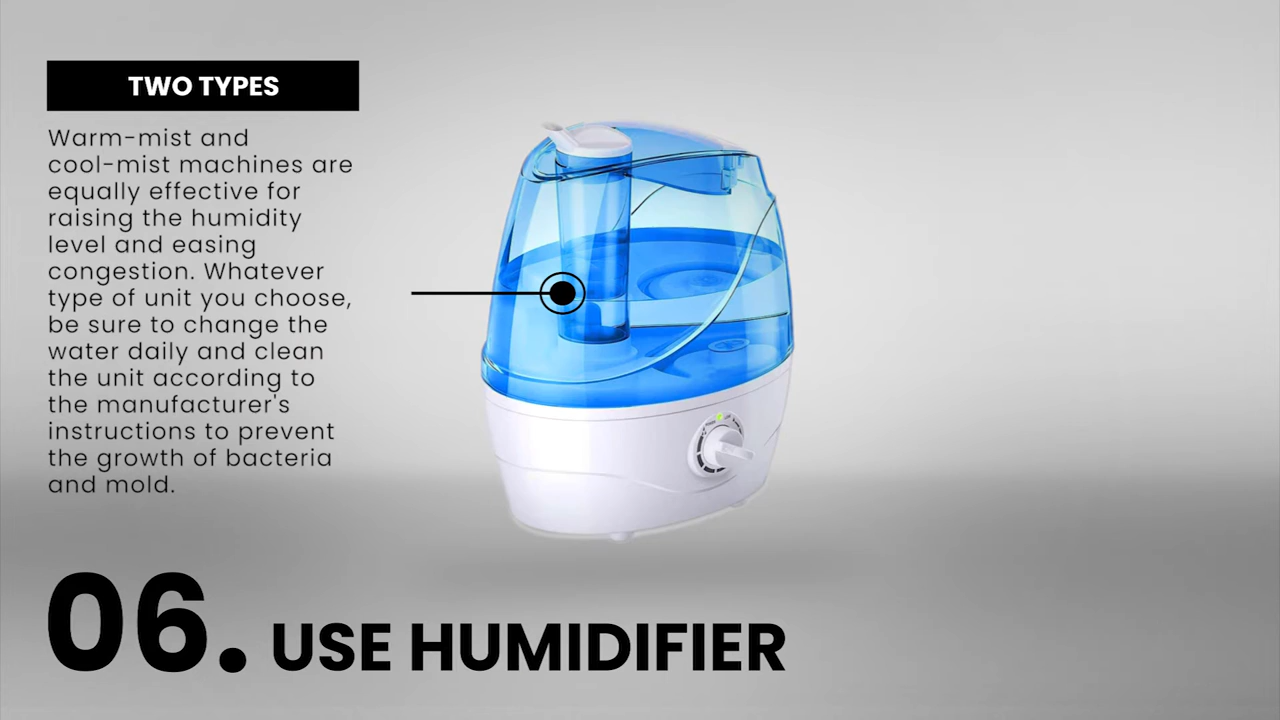 TWO TYPES
Warm-mist and
cool-mist machines are
equally effective for
raising the humidity
level and easing
congestion. Whatever
type of unit you choose,
be sure to change the
water daily and clean
the unit according to
the manufacturer's
instructions to prevent
the growth of bacteria
and mold.
06. USE HUMIDIFIER